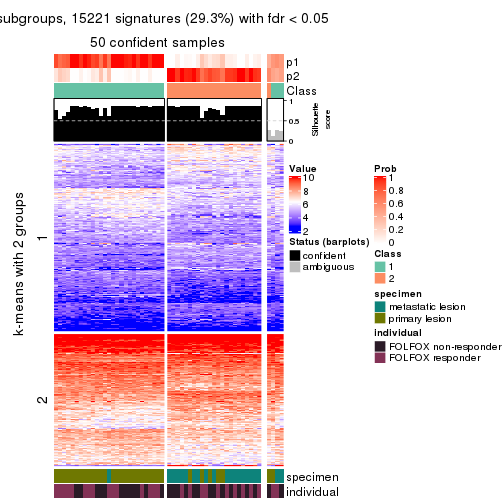 subgroups, 15221 signatures (29.3%) with fdr < 0.05
50 confident samples
p1
p2
Class
1
0.5
0
Silhouette
score
k-means with 2 groups
1
2
Value
10
8
6
4
2
Status (barplots)
confident
ambiguous
Prob
1
0.8
0.6
0.4
0.2
0
Class
1
2
specimen
metastatic lesion
primary lesion
individual
FOLFOX non-responder
FOLFOX responder
specimen
individual